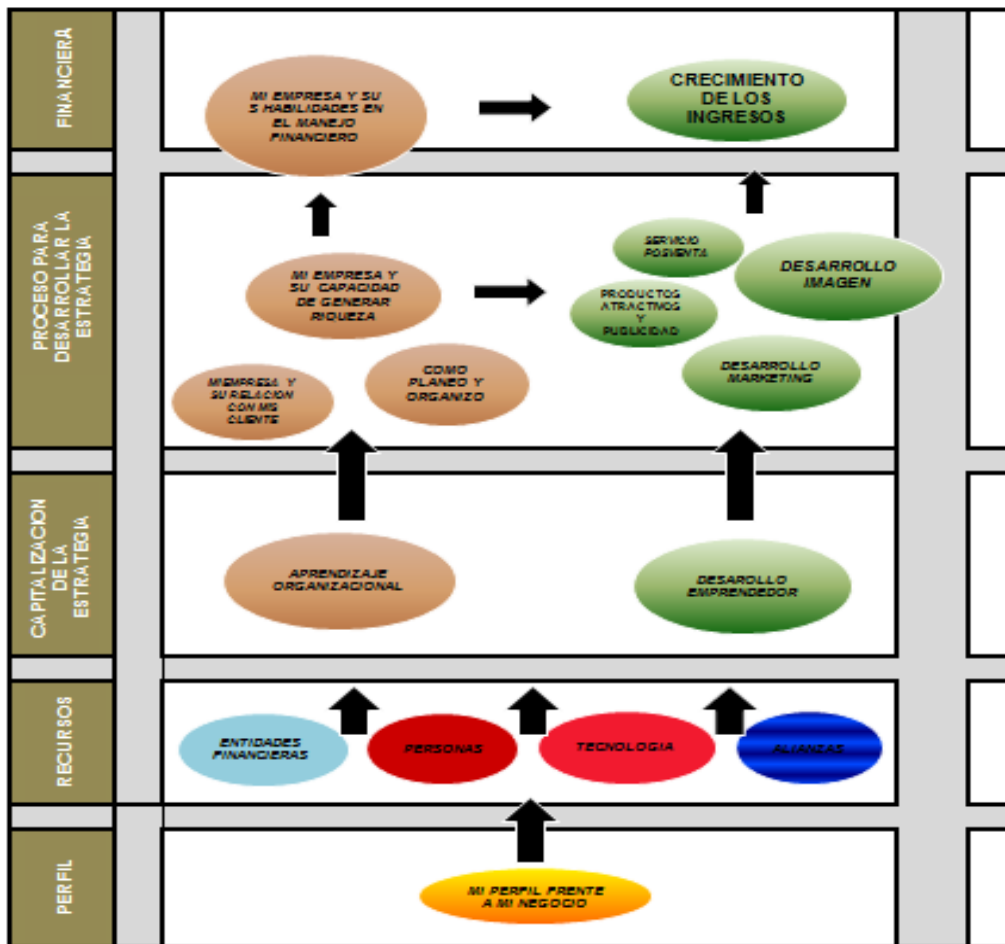 FINANCIERA
MI EMPRESA Y SU
S HABILIDADES EN
EL MANEJO
FINANCIERO
CRECIMIENTO
DE LOS
INGRESOS
PROCESO PARA
DESARROLLAR LA
ESTRATEGIA
MI EMPRESA Y
SU CAPACIDAD
DE GENERAR
RIQUEZA
SERVICIO
POSVENTA
DESARROLLO
IMAGEN
PRODUCTOS
ATRACTIVOS
Y
PUBLICIDAD
MI EMPRESA Y
SU RELACION
CON MIS
CLIENTE
COMO
PLANEO Y
ORGANIZO
DESARROLLO
MARKETING
CAPITALIZACION
DE LA
ESTRATEGIA
APRENDIZAJE
ORGANIZACIONAL
DESAROLLO
EMPRENDEDOR
RECURSOS
ENTIDADES
FINANCIERAS
PERSONAS
TECNOLOGIA
ALIANZAS
PERFIL
MI PERFIL FRENTE
A MI NEGOCIO